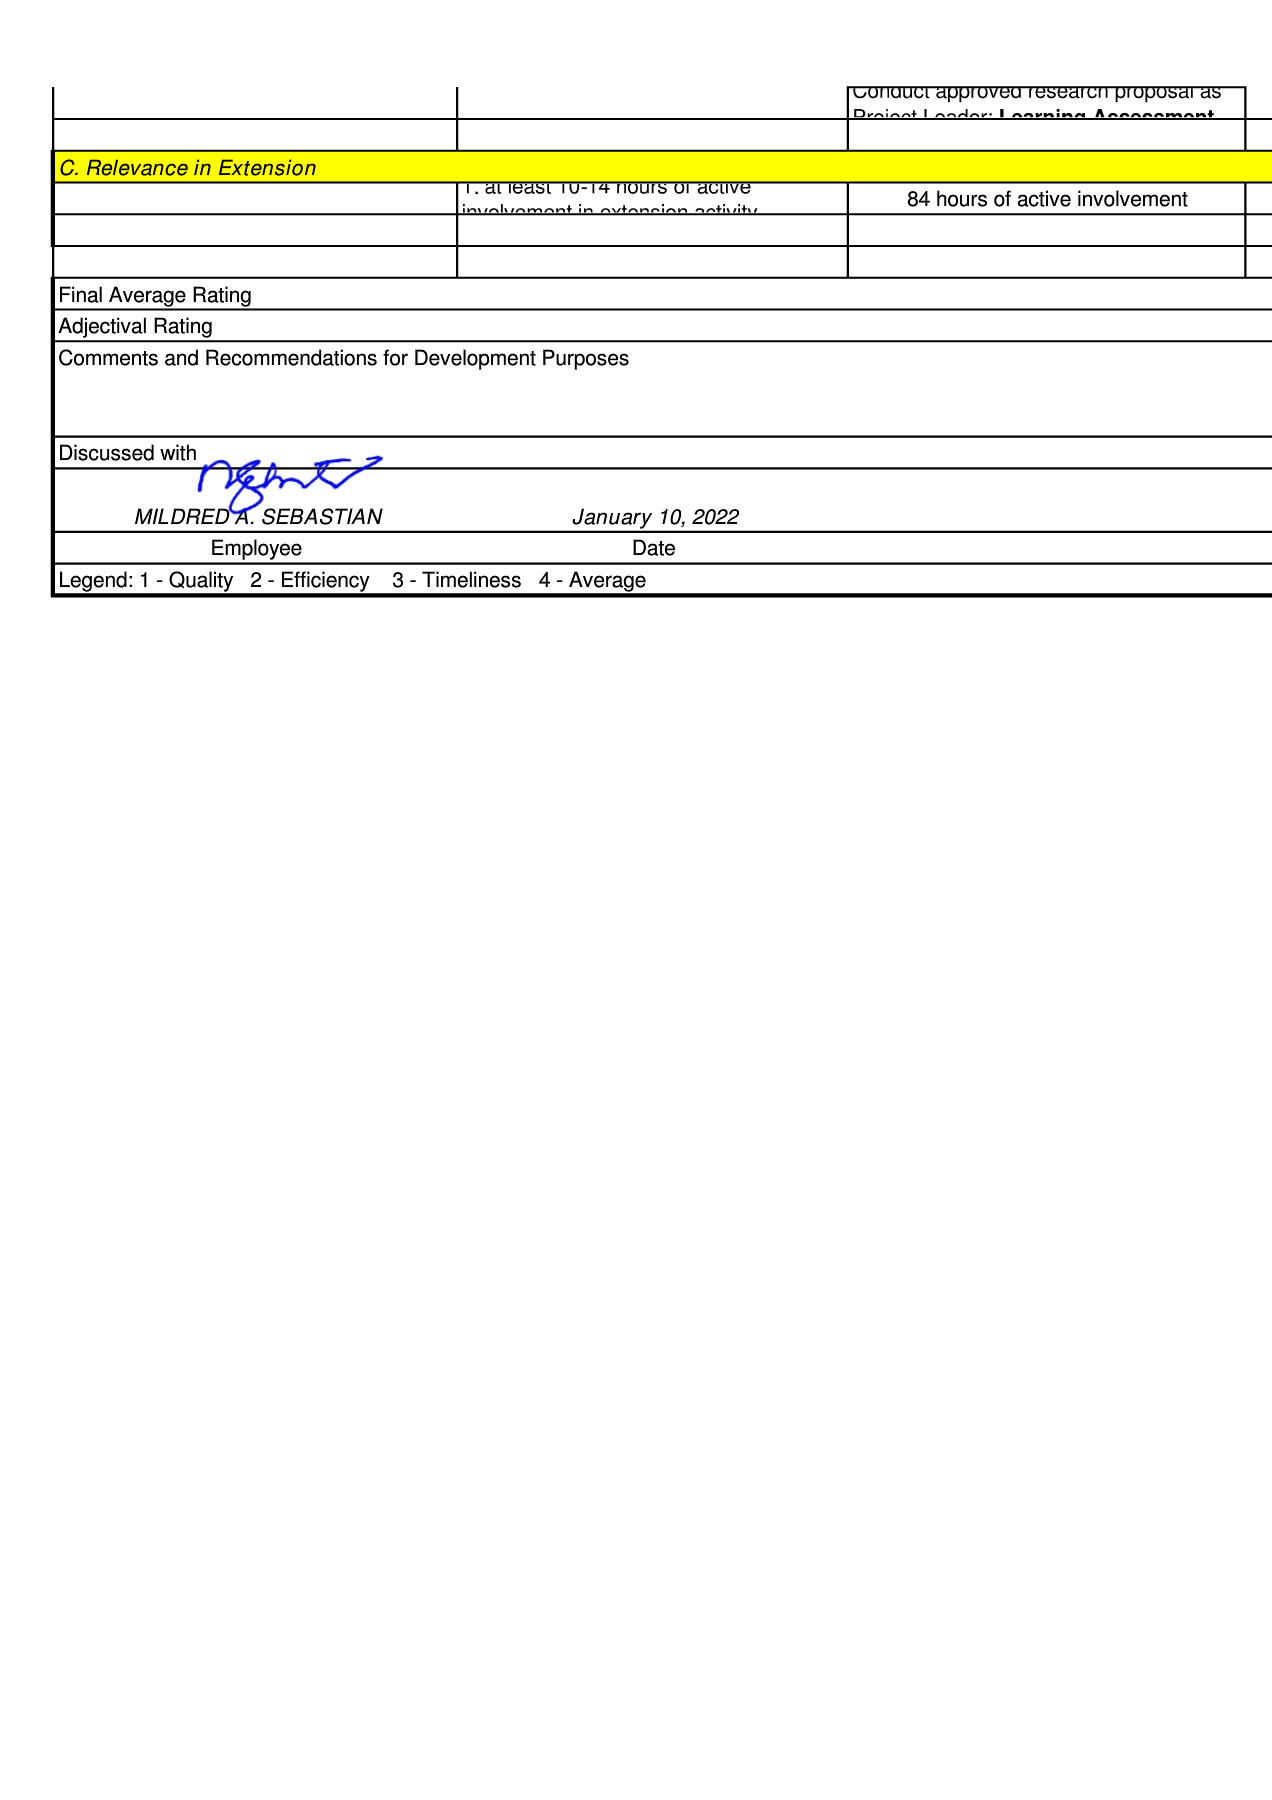 Conduct approved research proposal as
Project Leader: Learning Assessment
C. Relevance in Extension
1. at least 10-14 hours of active
involvement in extension activity
84 hours of active involvement
Final Average Rating
Adjectival Rating
Comments and Recommendations for Development Purposes
Discussed with
MILDRED A. SEBASTIAN January 10, 2022
Employee Date
Legend: 1 - Quality 2 - Efficiency 3 - Timeliness 4 - Average